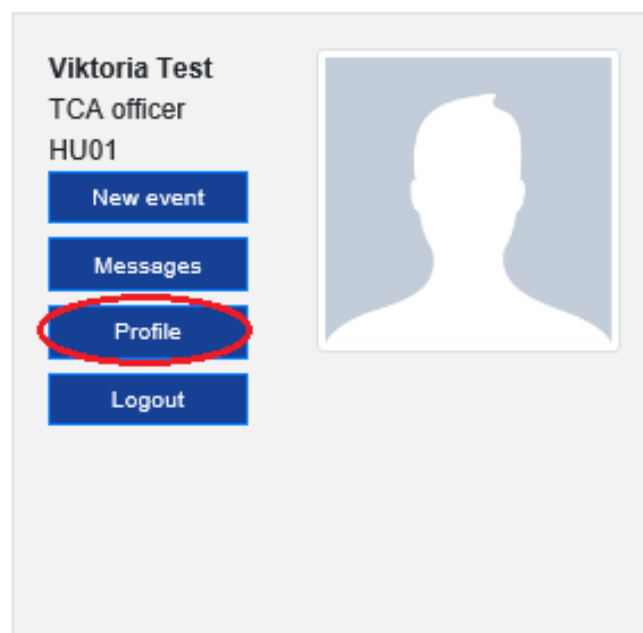 Viktoria Test
TCA officer
HU01
New event
Messages
Profile
Logout